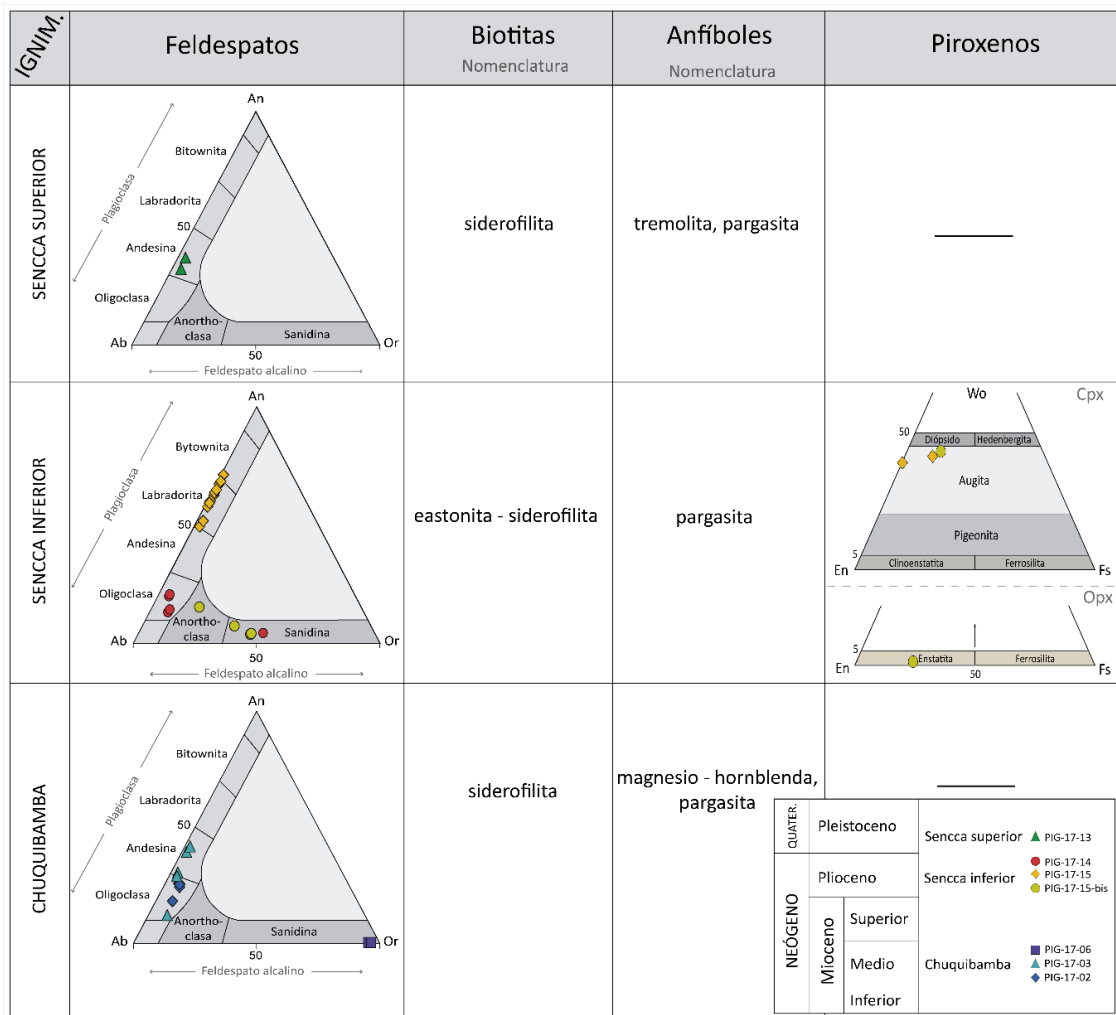 IGNIM.
Feldespatos
Biotitas
Nomenclatura
Anfíboles
Nomenclatura
Piroxenos
SENCCA SUPERIOR
An
Bitownita
Plagioclasa
Labradorita
50
Andesina
Oligoclasa
Anortho-
clasa
Sanidina
Ab
Or
50
Feldespato alcalino
siderofilita
tremolita, pargasita
SENCCA INFERIOR
An
Bytownita
Plagioclasa
Labradorita
50
Andesina
Oligoclasa
Anortho-
clasa
Sanidina
Ab
Or
50
Feldespato alcalino
eastonita - siderofilita
pargasita
Wo
Cpx
50
Diópsido
Hedenbergita
Augita
Pigeonita
5
Clinoenstatita
Ferrosilita
En
Fs
Opx
5
Enstatita
Ferrosilita
En
50
Fs
CHUQUIBAMBA
An
Bitownita
Plagioclasa
Labradorita
50
Andesina
Oligoclasa
Anortho-
clasa
Sanidina
Ab
Or
50
Feldespato alcalino
siderofilita
magnesio - hornblenda,
pargasita
QUATER.
Pleistoceno
Sencca superior
PIG-17-13
NEÓGENO
Plioceno
Sencca inferior
PIG-17-14
PIG-17-15
PIG-17-15-bis
Mioceno
Superior
Medio
Inferior
Chuquibamba
PIG-17-06
PIG-17-03
PIG-17-02